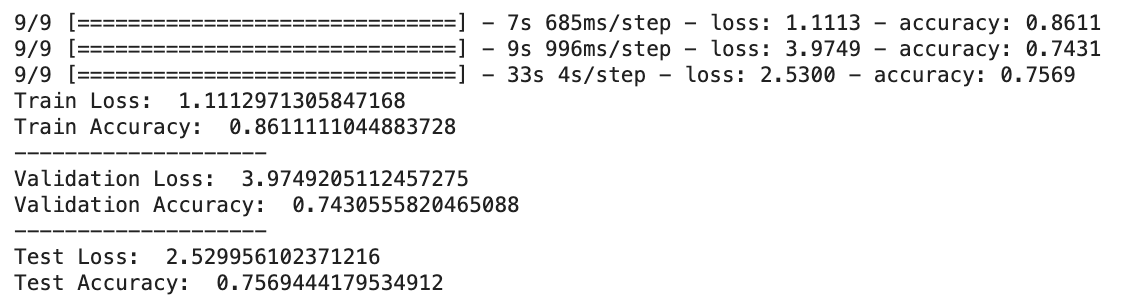 9/9 [==============================] - 7s 685ms/step - loss: 1.1113 - accuracy: 0.8611
9/9 [==============================] - 9s 996ms/step - loss: 3.9749 - accuracy: 0.7431
9/9 [==============================] - 33s 4s/step - loss: 2.5300 - accuracy: 0.7569
Train Loss:  1.1112971305847168
Train Accuracy:  0.8611111044883728
--------------------
Validation Loss:  3.9749205112457275
Validation Accuracy:  0.7430555820465088
--------------------
Test Loss:  2.529956102371216
Test Accuracy:  0.7569444179534912